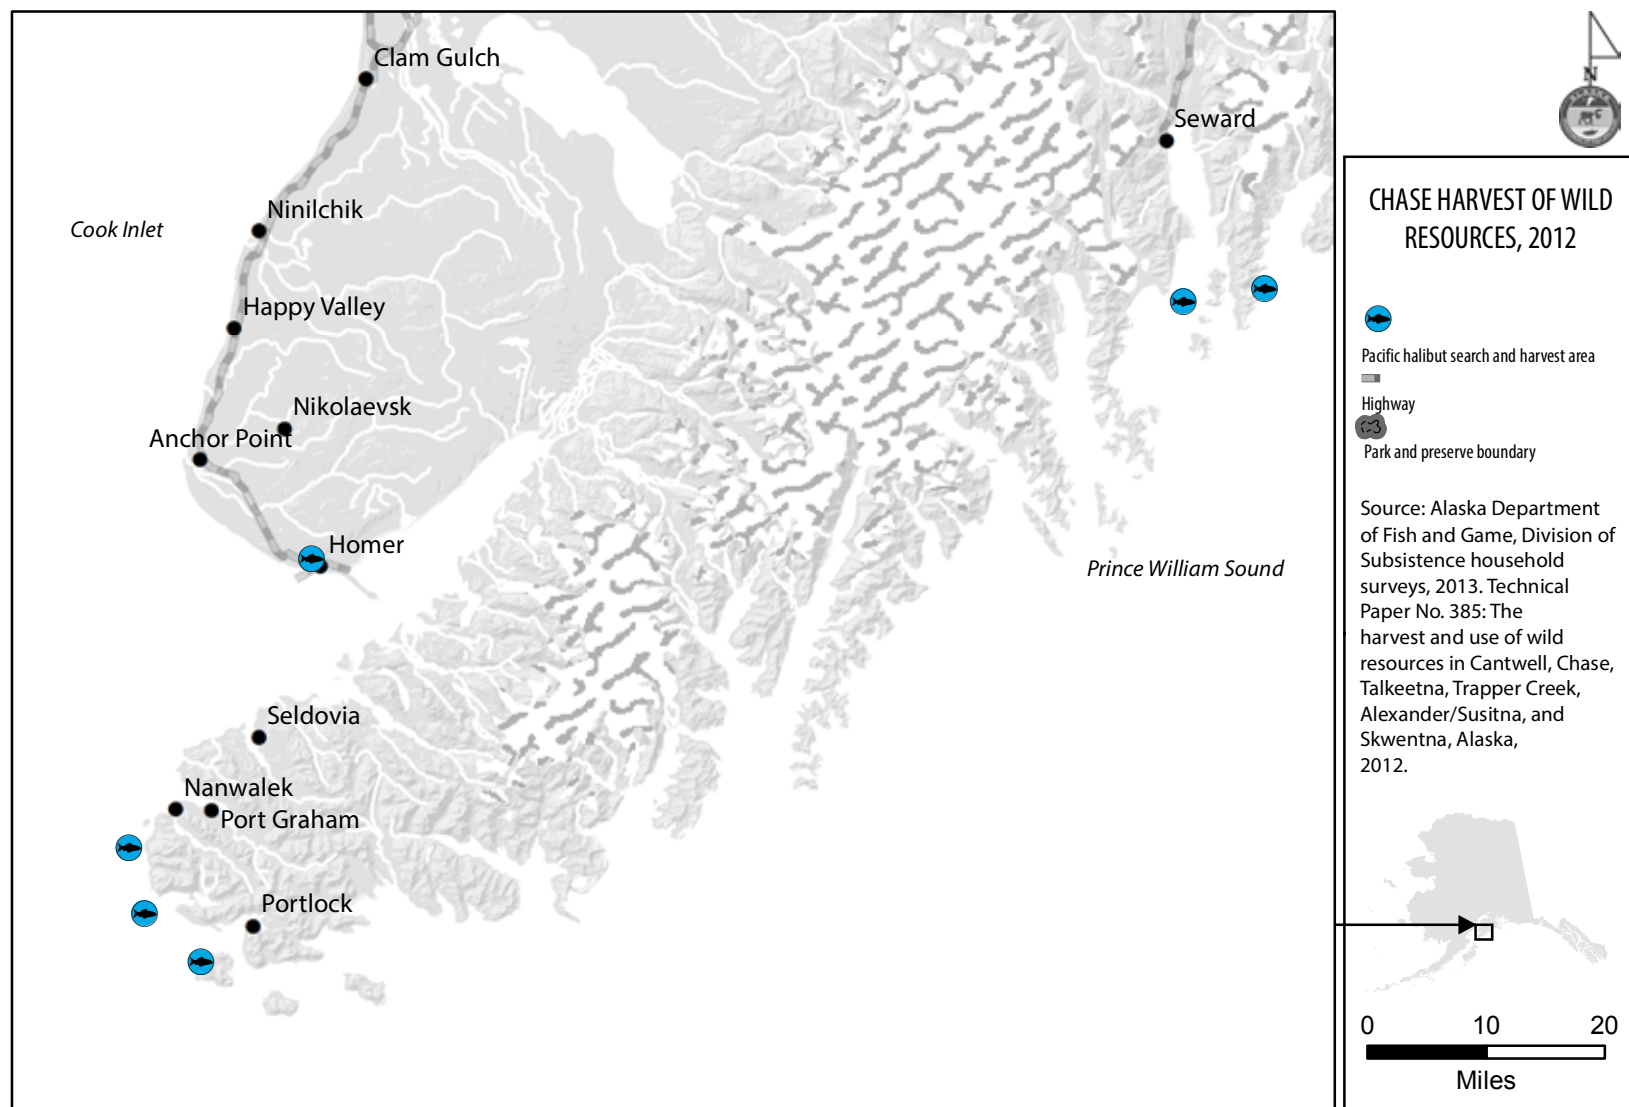 Clam Gulch
Seward
Ninilchik
Cook Inlet
Happy Valley
Nikolaevsk
Anchor Point
Homer
Prince William Sound
Seldovia
Nanwalek
Port Graham
Portlock
N
ALASKA
CHASE HARVEST OF WILD
RESOURCES, 2012
Pacific halibut search and harvest area
Highway
Park and preserve boundary
Source: Alaska Department
of Fish and Game, Division of
Subsistence household
surveys, 2013. Technical
Paper No. 385: The
harvest and use of wild
resources in Cantwell, Chase,
Talkeetna, Trapper Creek,
Alexander/Susitna, and
Skwentna, Alaska,
2012.
0 10 20
Miles